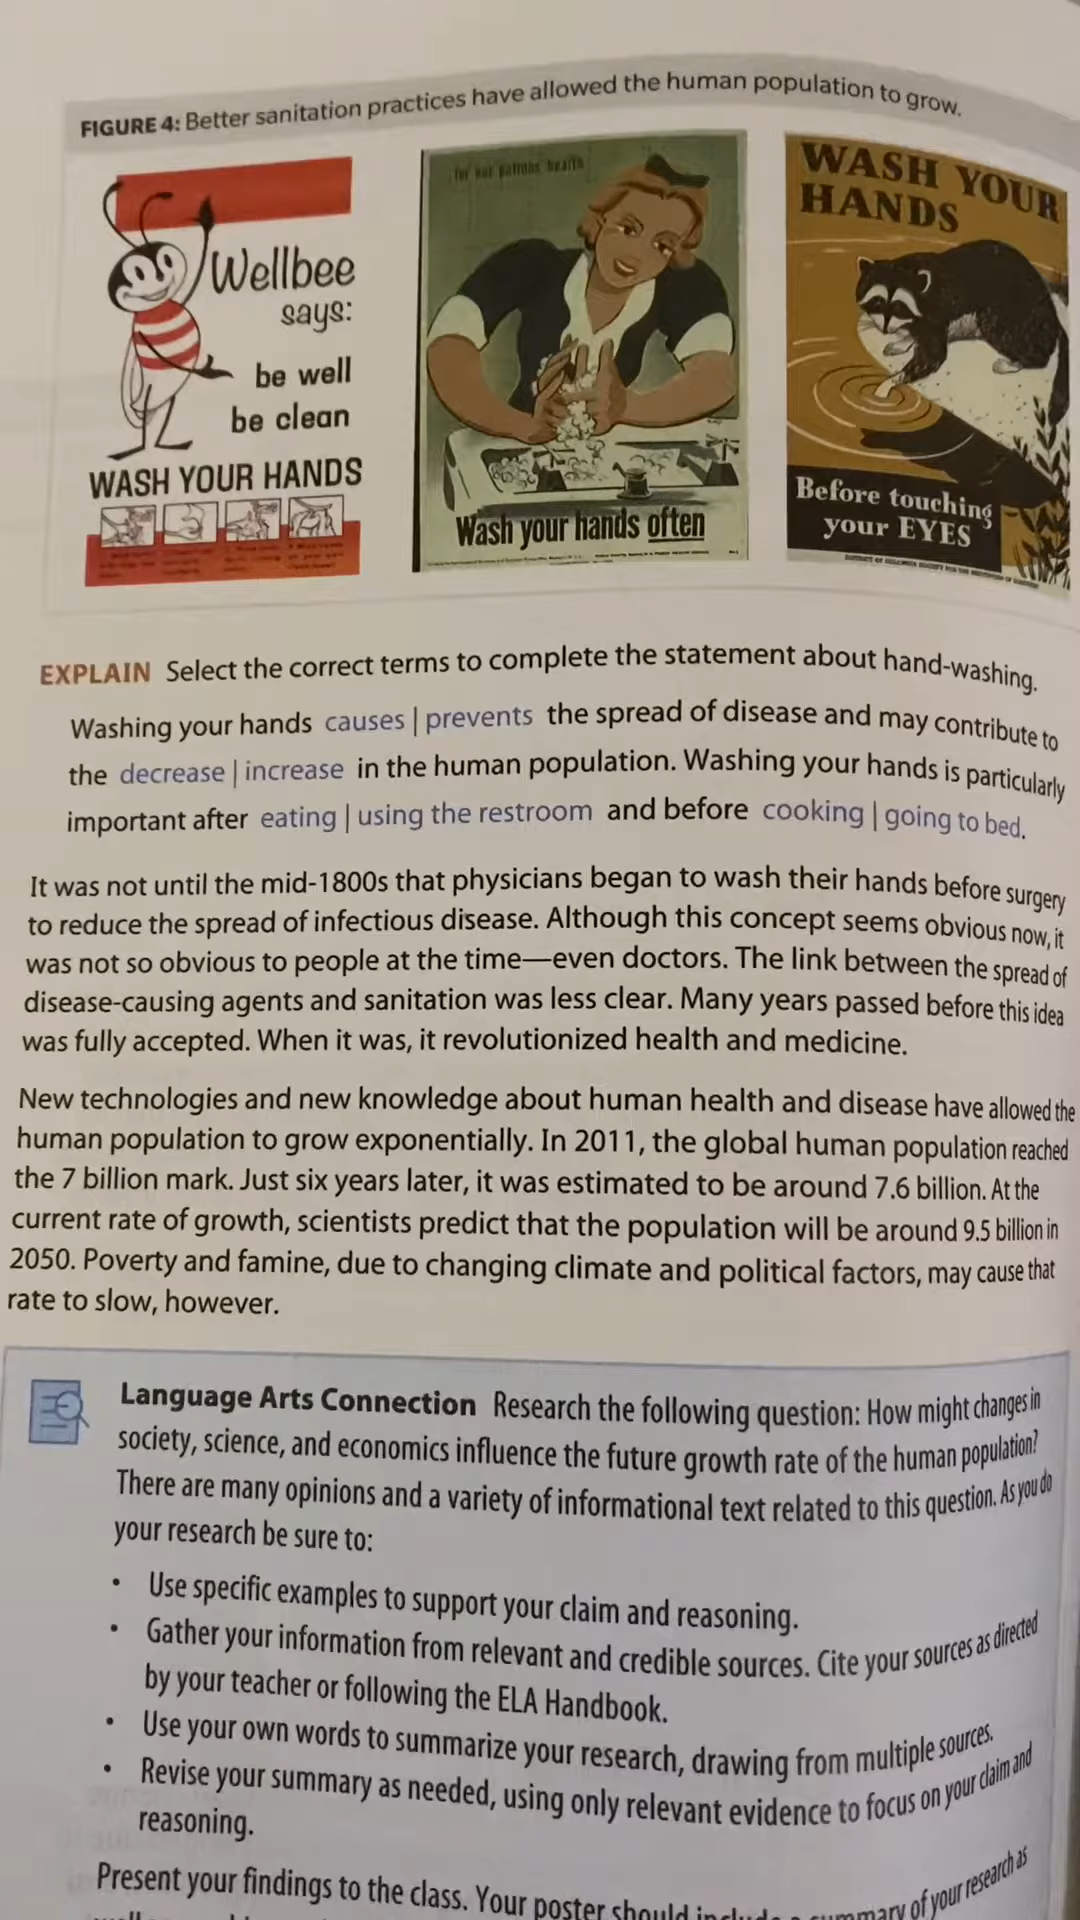 FIGURE 4: Better sanitation practices have allowed the human population to grow.
Wellbee
says:
be well
be clean
WASH YOUR HANDS
for our nations health
Wash your hands often
WASH YOUR
HANDS
Before touching
your EYES
EXPLAIN Select the correct terms to complete the statement about hand-washing.
Washing your hands causes | prevents the spread of disease and may contribute to
the decrease | increase in the human population. Washing your hands is particularly
important after eating | using the restroom and before cooking | going to bed.
It was not until the mid-1800s that physicians began to wash their hands before surgery
to reduce the spread of infectious disease. Although this concept seems obvious now, it
was not so obvious to people at the time—even doctors. The link between the spread of
disease-causing agents and sanitation was less clear. Many years passed before this idea
was fully accepted. When it was, it revolutionized health and medicine.
New technologies and new knowledge about human health and disease have allowed the
human population to grow exponentially. In 2011, the global human population reached
the 7 billion mark. Just six years later, it was estimated to be around 7.6 billion. At the
current rate of growth, scientists predict that the population will be around 9.5 billion in
2050. Poverty and famine, due to changing climate and political factors, may cause that
rate to slow, however.
Language Arts Connection Research the following question: How might changes in
society, science, and economics influence the future growth rate of the human population?
There are many opinions and a variety of informational text related to this question. As you do
your research be sure to:
• Use specific examples to support your claim and reasoning.
• Gather your information from relevant and credible sources. Cite your sources as directed
by your teacher or following the ELA Handbook.
• Use your own words to summarize your research, drawing from multiple sources.
• Revise your summary as needed, using only relevant evidence to focus on your claim and
reasoning.
Present your findings to the class. Your poster should include a summary of your research as